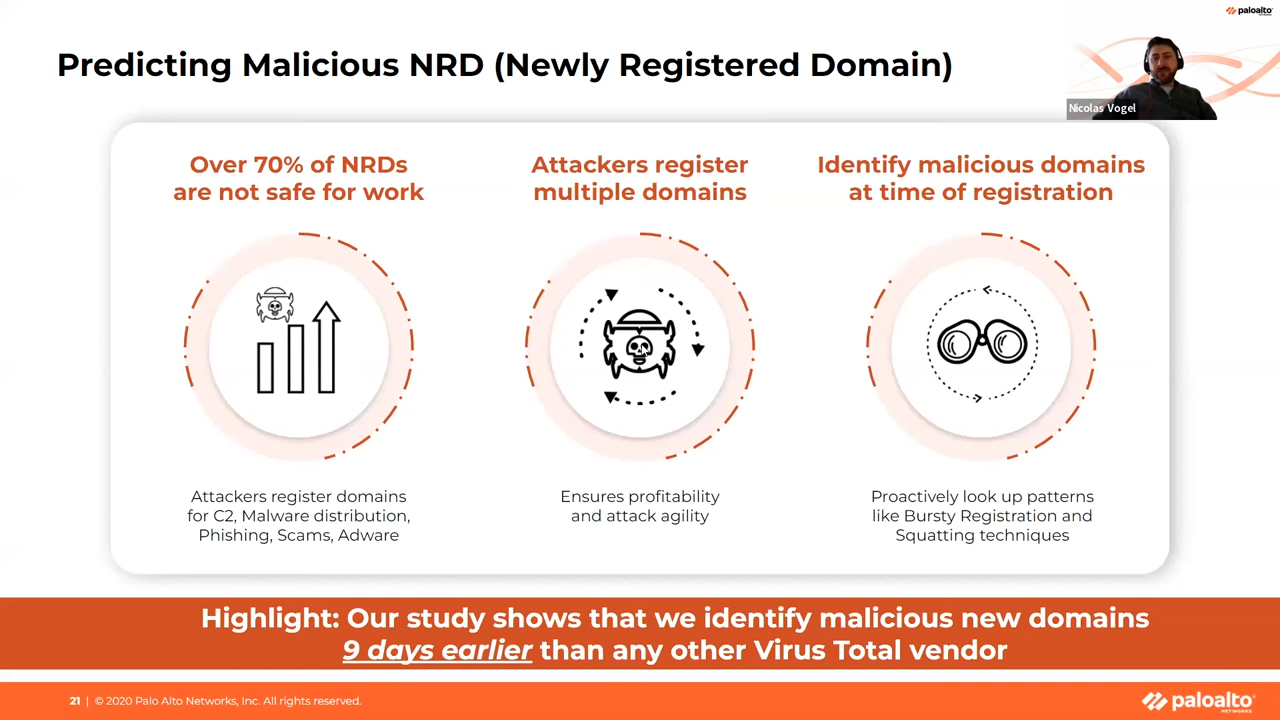 paloalto
NETWORKS
Predicting Malicious NRD (Newly Registered Domain)
Nicolas Vogel
Over 70% of NRDs
are not safe for work
Attackers register domains
for C2, Malware distribution,
Phishing, Scams, Adware
Attackers register
multiple domains
Ensures profitability
and attack agility
Identify malicious domains
at time of registration
Proactively look up patterns
like Bursty Registration and
Squatting techniques
Highlight: Our study shows that we identify malicious new domains
9 days earlier than any other Virus Total vendor
21 | © 2020 Palo Alto Networks, Inc. All rights reserved.
paloalto
NETWORKS